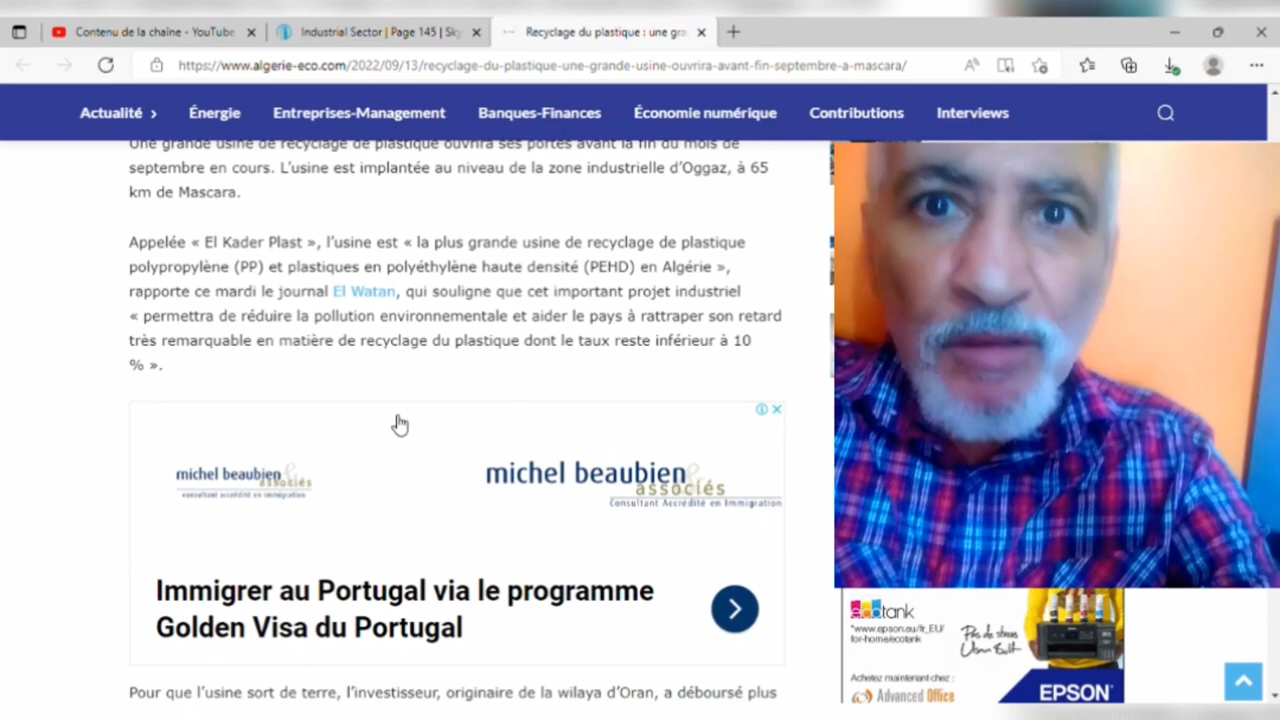 Contenu de la chaîne - YouTube
Industrial Sector | Page 145 | Sky
Recyclage du plastique : une gra
https://www.algerie-eco.com/2022/09/13/recyclage-du-plastique-une-grande-usine-ouvrira-avant-fin-septembre-a-mascara/
Actualité
Énergie
Entreprises-Management
Banques-Finances
Économie numérique
Contributions
Interviews
Une grande usine de recyclage de plastique ouvrira ses portes avant la fin du mois de
septembre en cours. L'usine est implantée au niveau de la zone industrielle d'Oggaz, à 65
km de Mascara.
Appelée « El Kader Plast », l'usine est « la plus grande usine de recyclage de plastique
polypropylène (PP) et plastiques en polyéthylène haute densité (PEHD) en Algérie »,
rapporte ce mardi le journal El Watan, qui souligne que cet important projet industriel
« permettra de réduire la pollution environnementale et aider le pays à rattraper son retard
très remarquable en matière de recyclage du plastique dont le taux reste inférieur à 10
% ».
michel beaubien
& associés
consultant accrédité en immigration
michel beaubien
& associés
Consultant Accrédité en Immigration
Immigrer au Portugal via le programme
Golden Visa du Portugal
Pour que l'usine sort de terre, l'investisseur, originaire de la wilaya d'Oran, a déboursé plus
ecotank
*www.epson.eu/fr_EU/
for-home/ecotank
Pas de stress
Usain Bolt
Achetez maintenant chez :
Advanced Office
EPSON